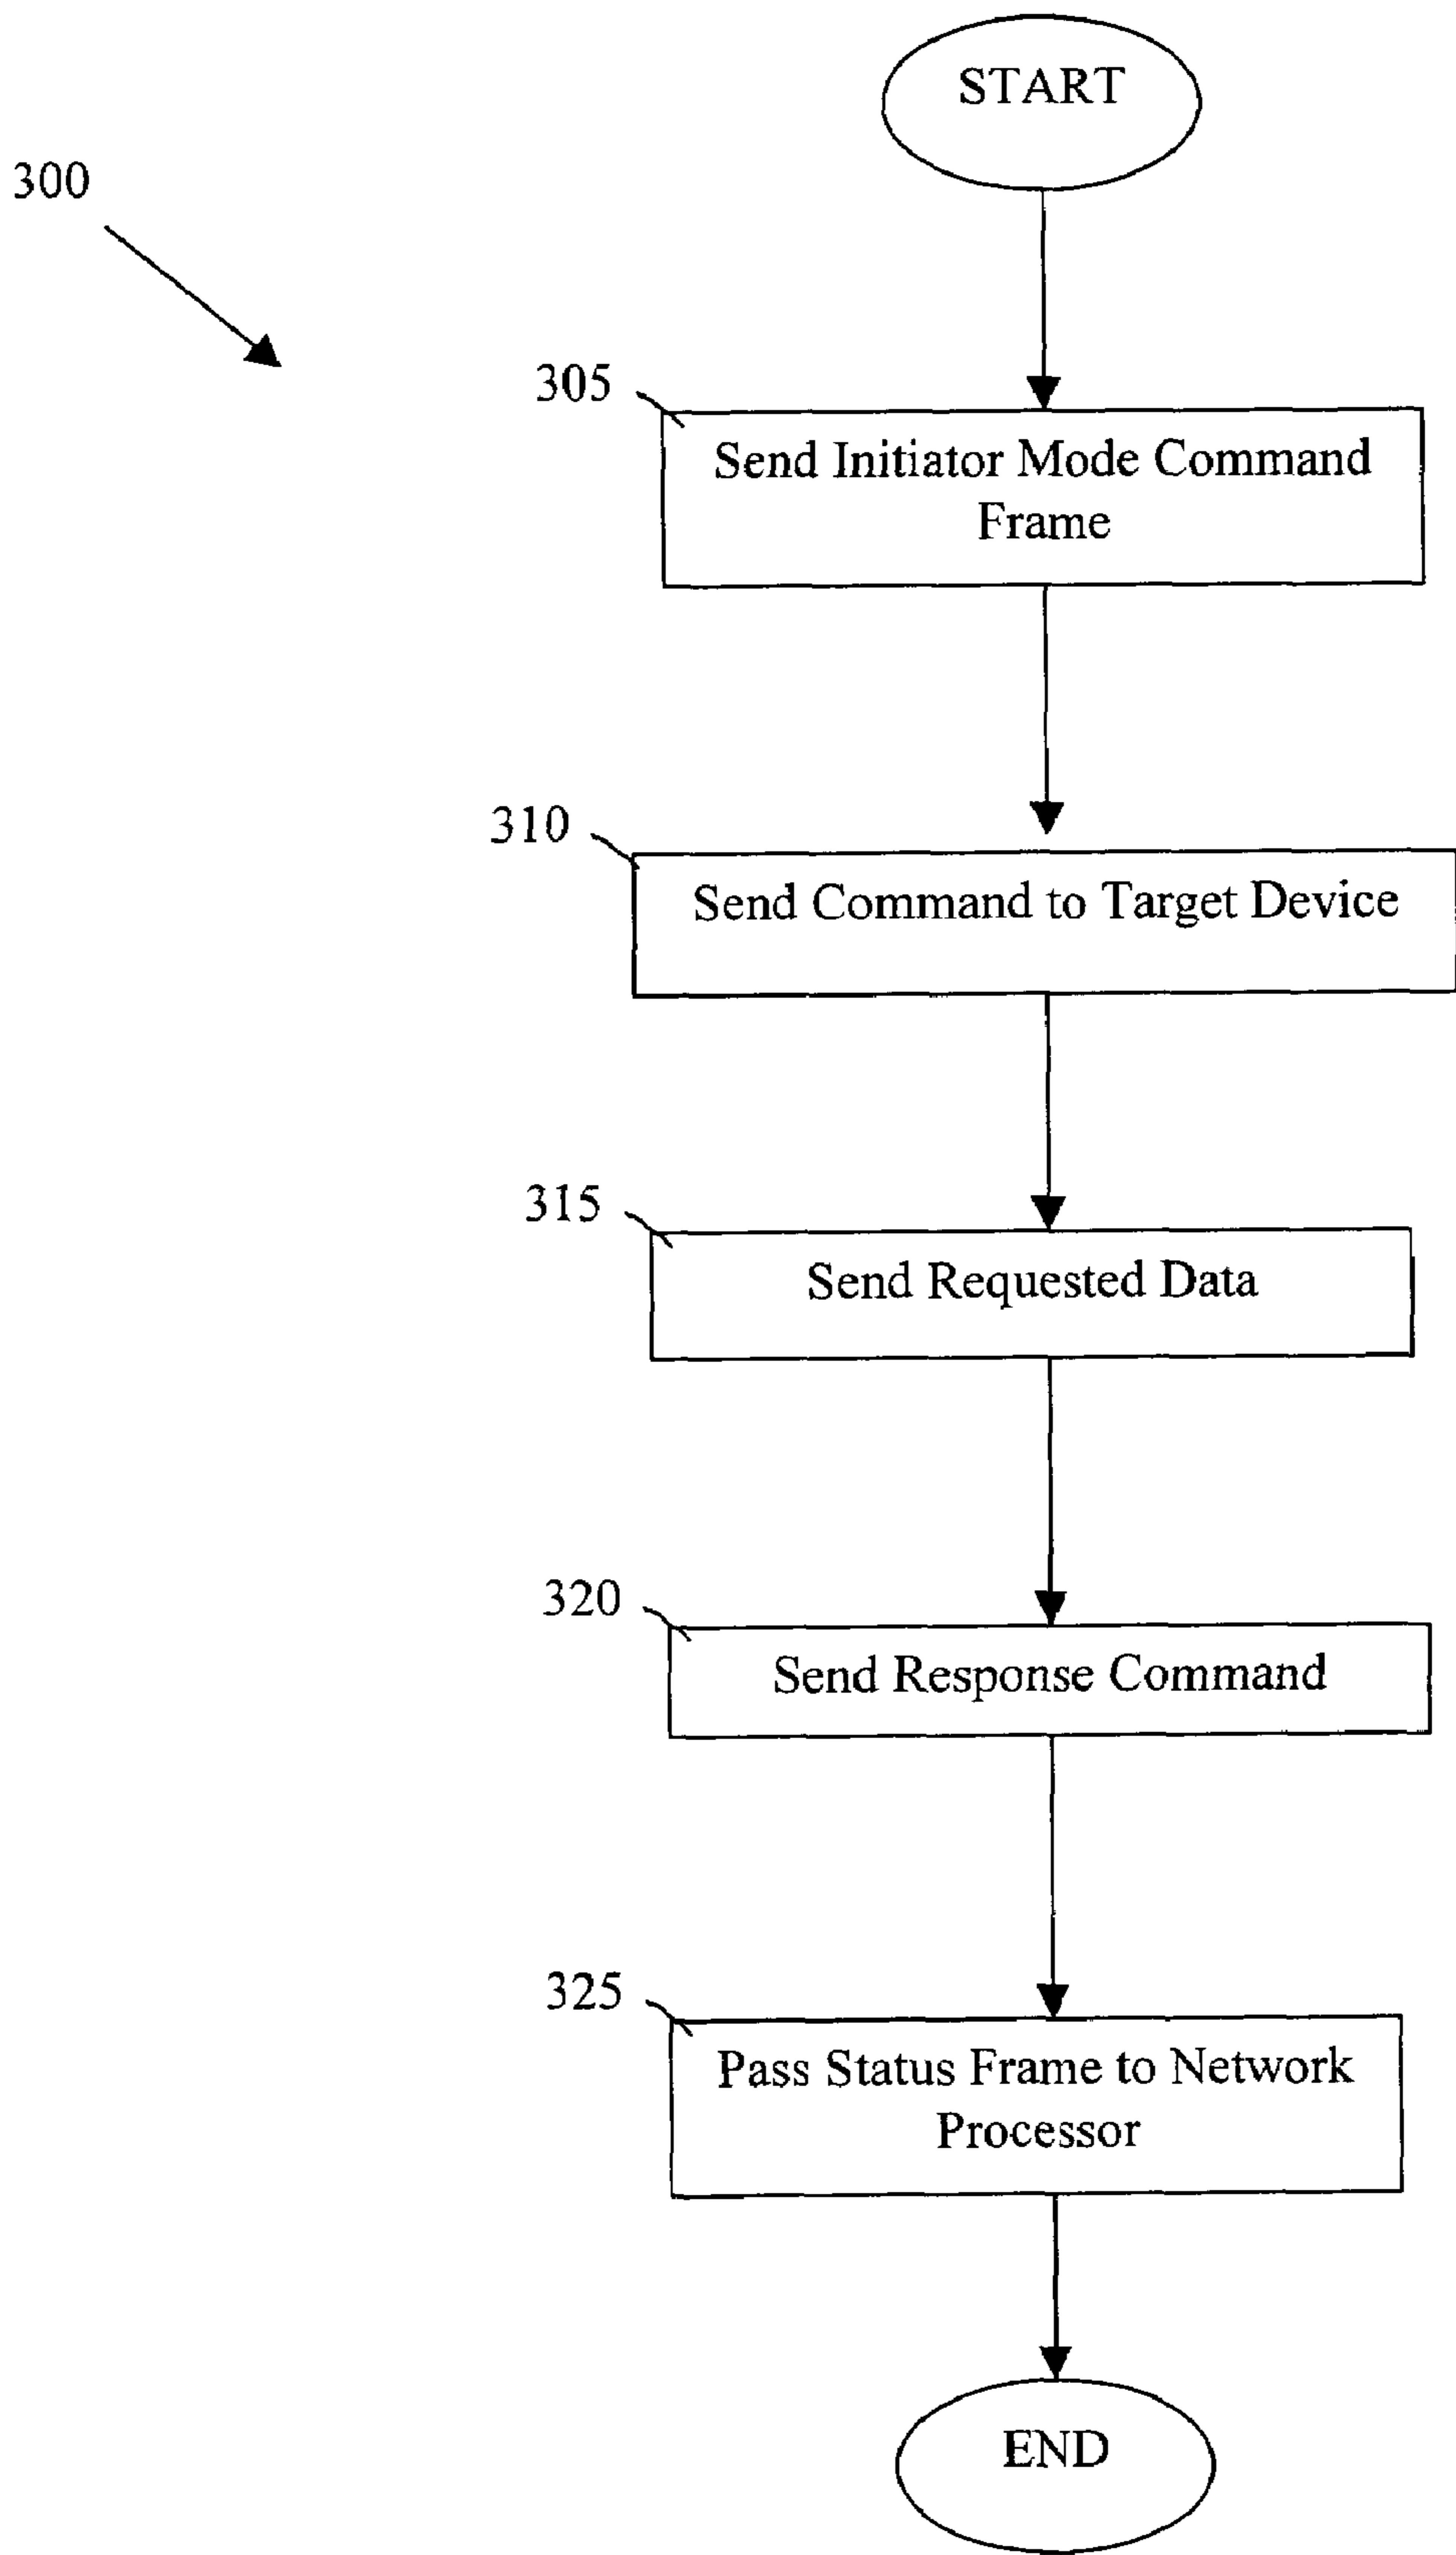 START
300
305
Send Initiator Mode Command
Frame
310
Send Command to Target Device
315
Send Requested Data
320
Send Response Command
325
Pass Status Frame to Network
Processor
END